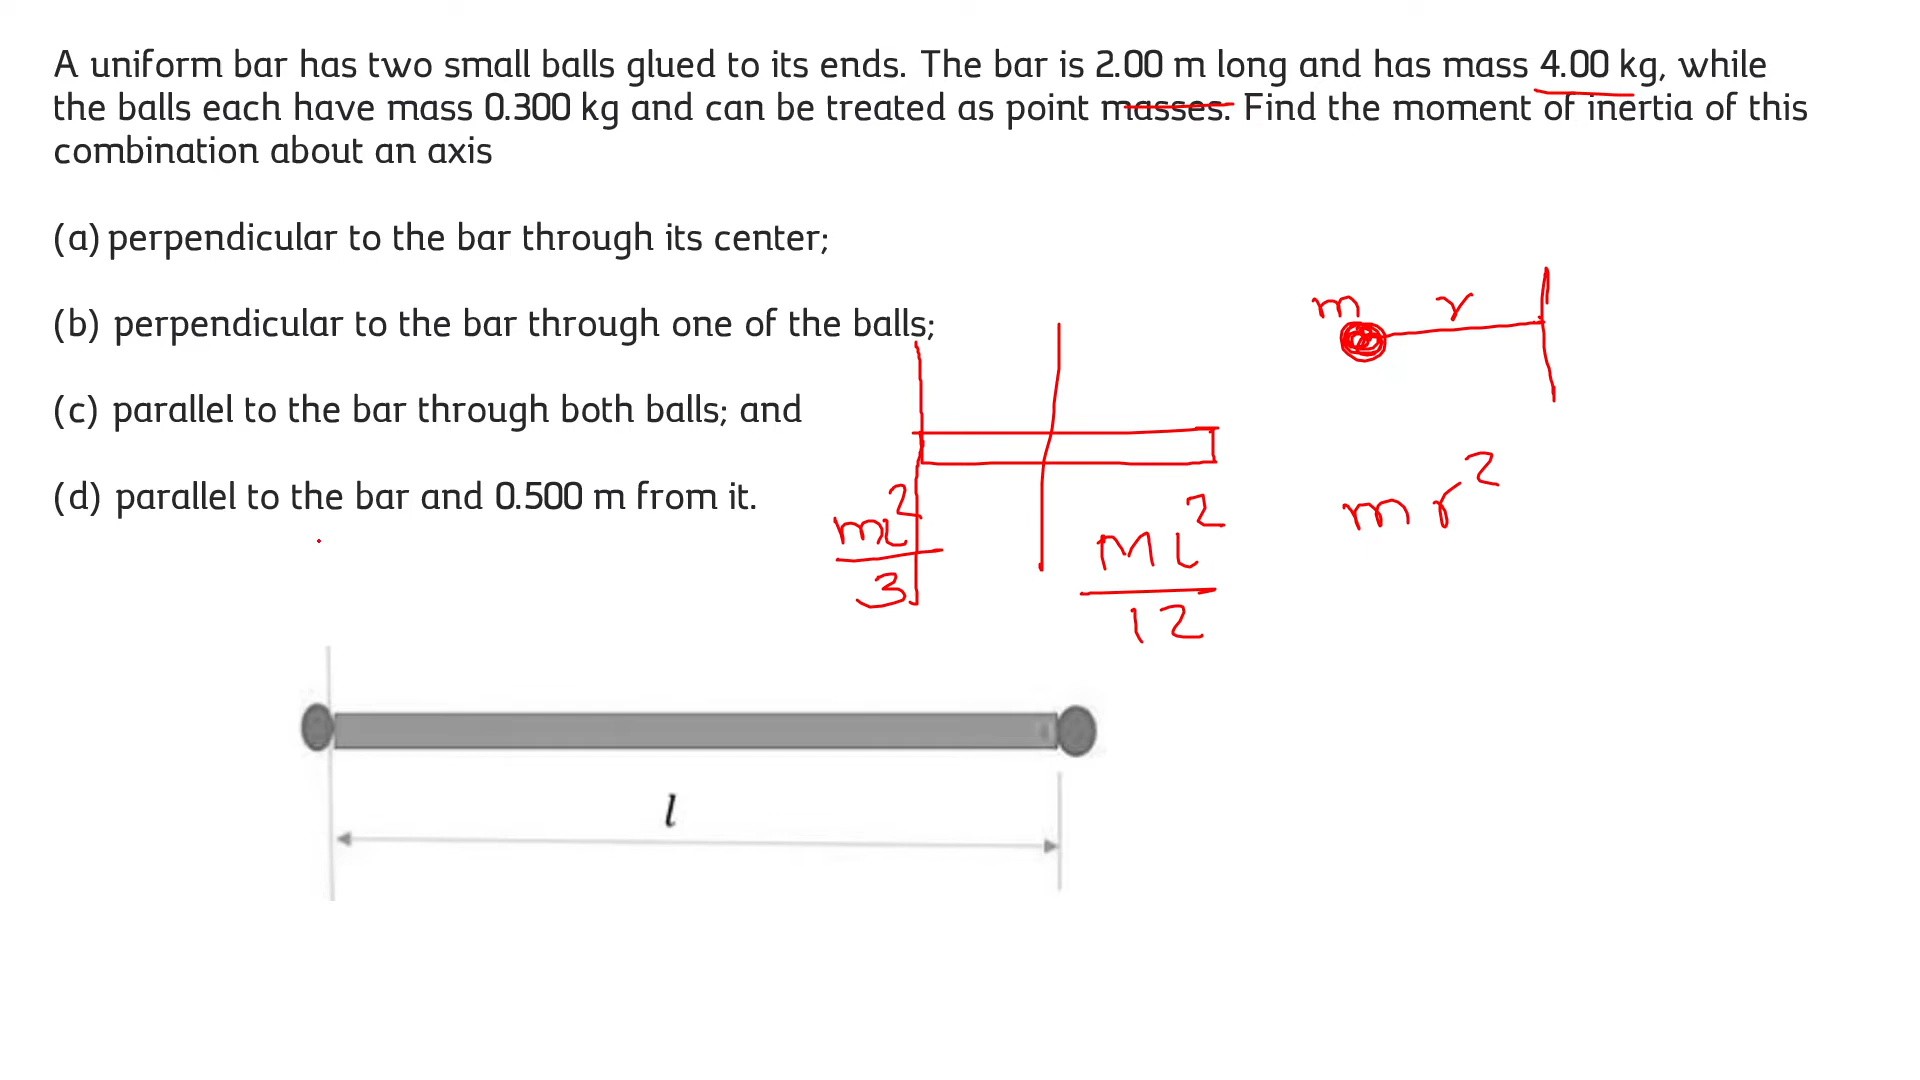 A uniform bar has two small balls glued to its ends. The bar is 2.00 m long and has mass 4.00 kg, while
the balls each have mass 0.300 kg and can be treated as point masses. Find the moment of inertia of this
combination about an axis
(a) perpendicular to the bar through its center;
(b) perpendicular to the bar through one of the balls;
(c) parallel to the bar through both balls; and
(d) parallel to the bar and 0.500 m from it.
m r
mr²
mL²
3
ML²
12
l